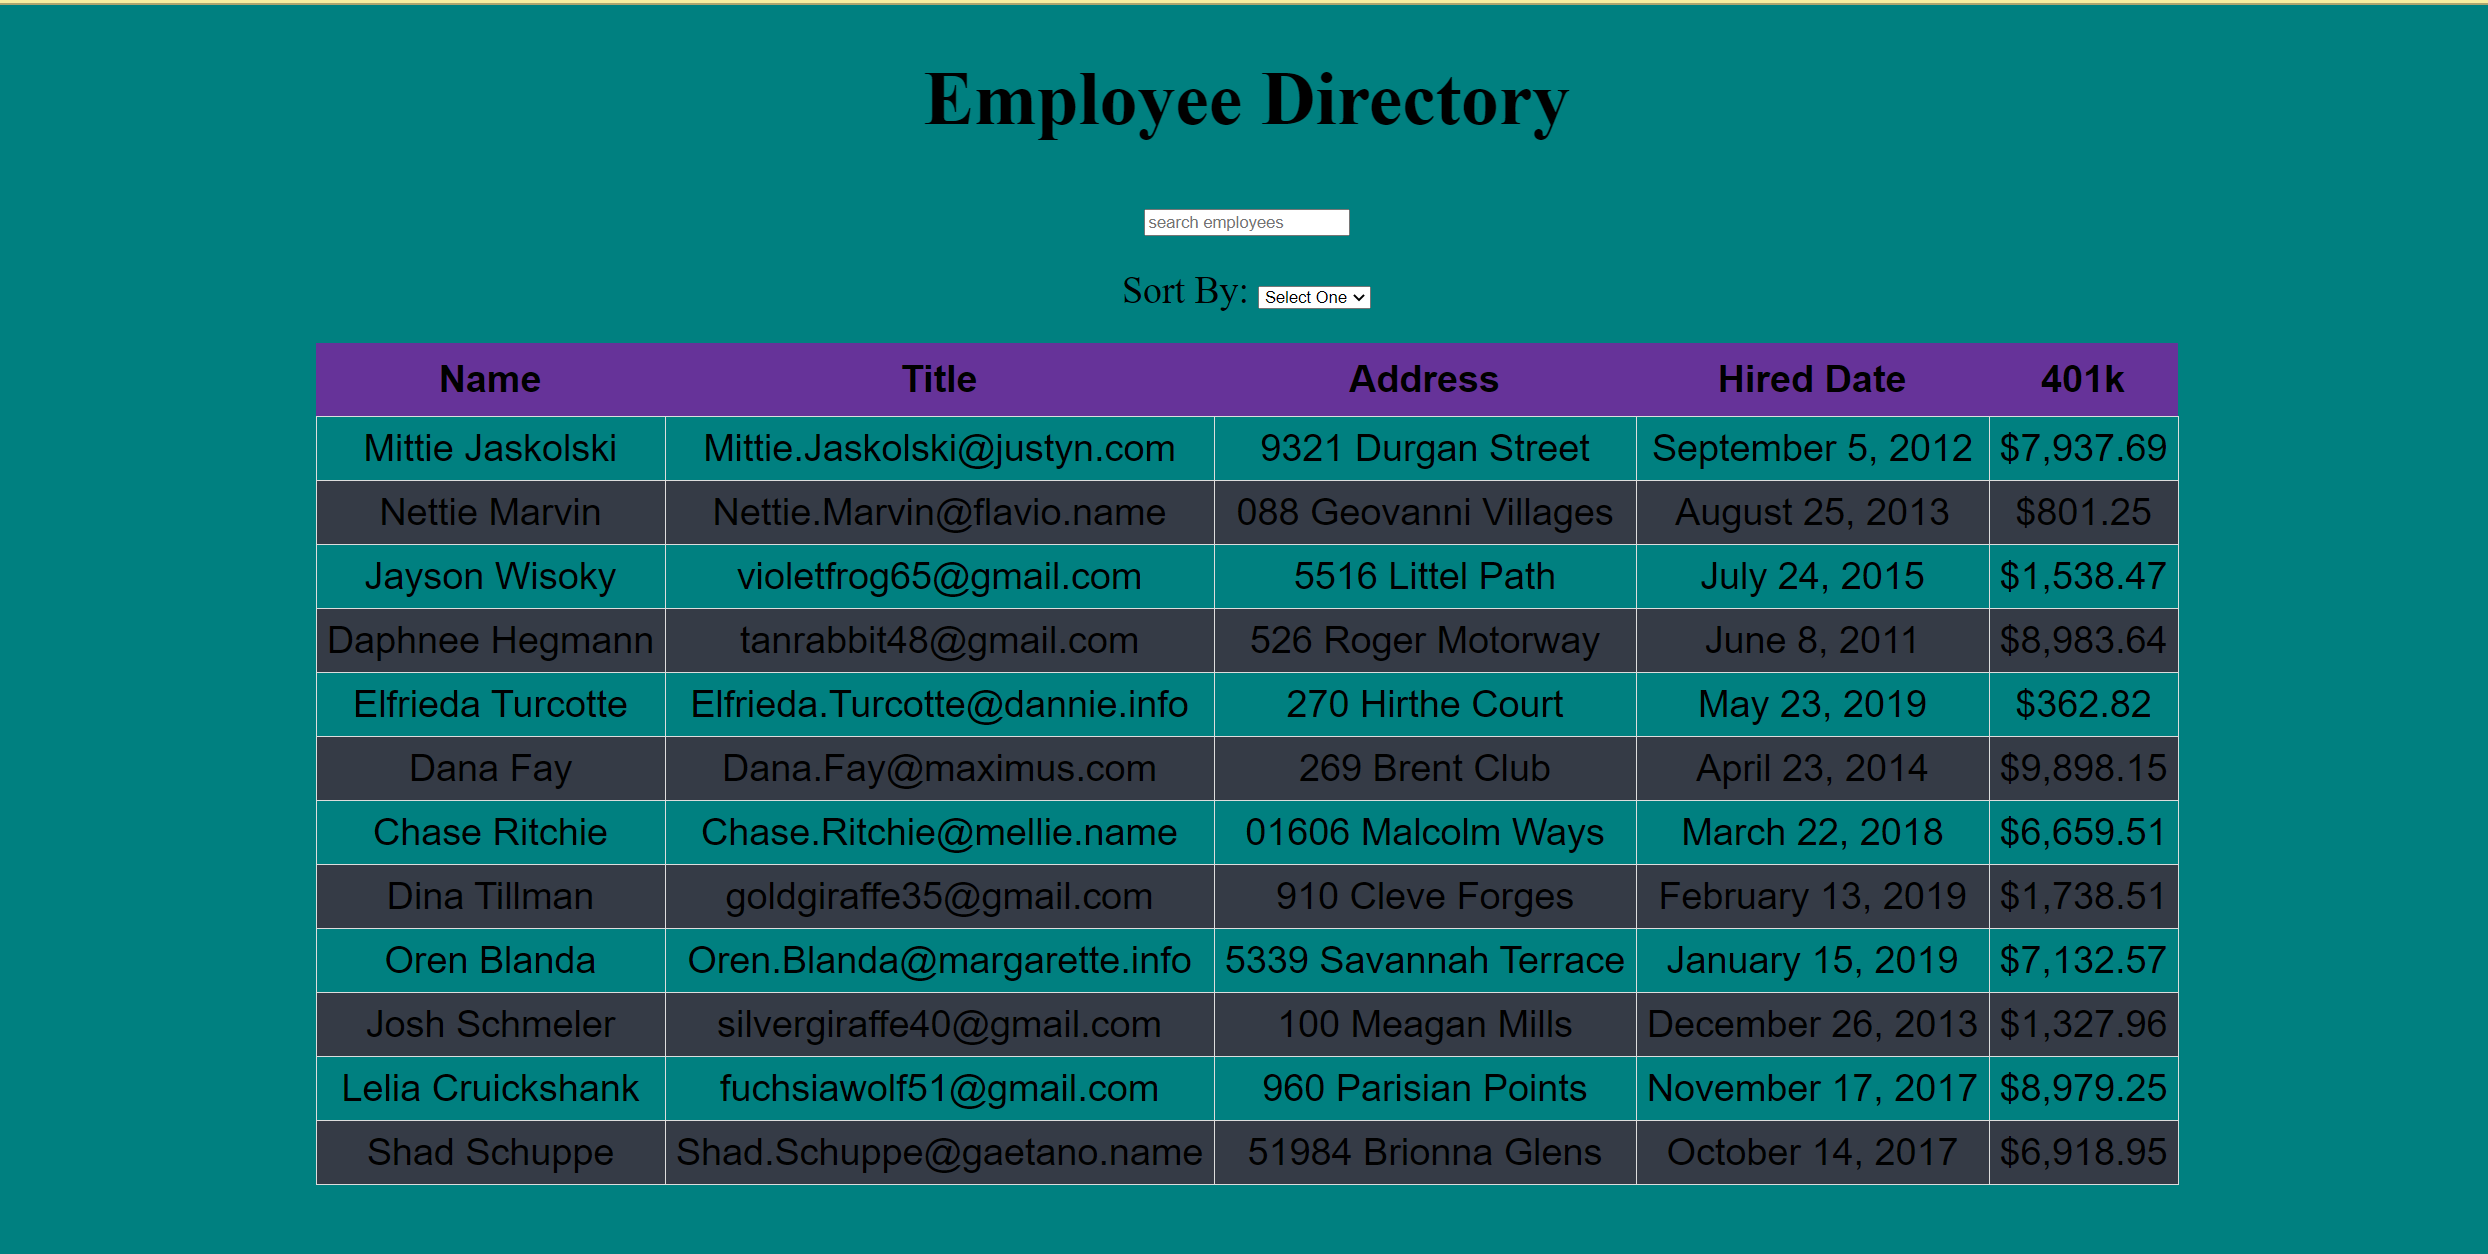 Employee Directory
search employees
Sort By: Select One
Name Title Address Hired Date 401k
Mittie Jaskolski Mittie.Jaskolski@justyn.com 9321 Durgan Street September 5, 2012 $7,937.69
Nettie Marvin Nettie.Marvin@flavio.name 088 Geovanni Villages August 25, 2013 $801.25
Jayson Wisoky violetfrog65@gmail.com 5516 Littel Path July 24, 2015 $1,538.47
Daphnee Hegmann tanrabbit48@gmail.com 526 Roger Motorway June 8, 2011 $8,983.64
Elfrieda Turcotte Elfrieda.Turcotte@dannie.info 270 Hirthe Court May 23, 2019 $362.82
Dana Fay Dana.Fay@maximus.com 269 Brent Club April 23, 2014 $9,898.15
Chase Ritchie Chase.Ritchie@mellie.name 01606 Malcolm Ways March 22, 2018 $6,659.51
Dina Tillman goldgiraffe35@gmail.com 910 Cleve Forges February 13, 2019 $1,738.51
Oren Blanda Oren.Blanda@margarette.info 5339 Savannah Terrace January 15, 2019 $7,132.57
Josh Schmeler silvergiraffe40@gmail.com 100 Meagan Mills December 26, 2013 $1,327.96
Lelia Cruickshank fuchsiawolf51@gmail.com 960 Parisian Points November 17, 2017 $8,979.25
Shad Schuppe Shad.Schuppe@gaetano.name 51984 Brionna Glens October 14, 2017 $6,918.95